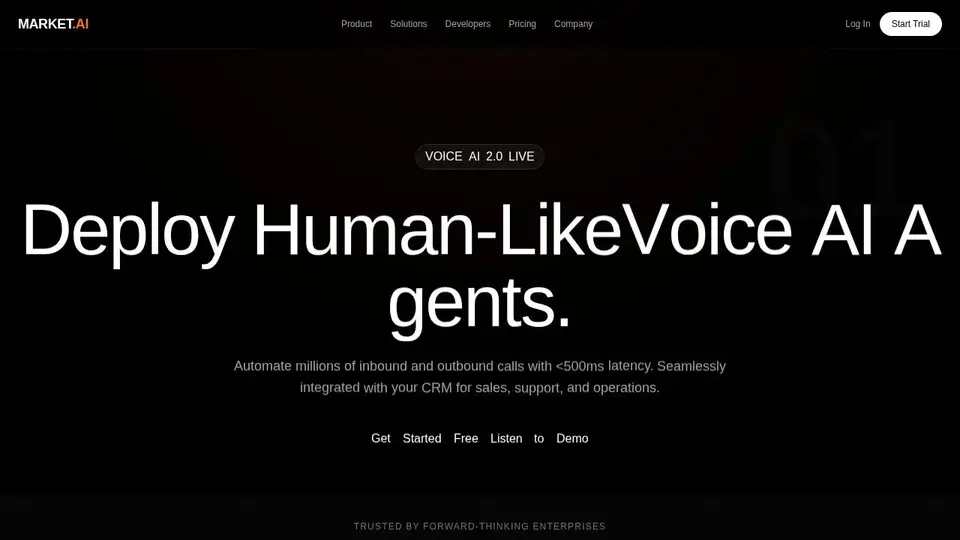 MARKET.AI
Product Solutions Developers Pricing Company
Log In Start Trial
01
VOICE AI 2.0 LIVE
Deploy Human-LikeVoice AI A
gents.
Automate millions of inbound and outbound calls with <500ms latency. Seamlessly
integrated with your CRM for sales, support, and operations.
Get Started Free Listen to Demo
TRUSTED BY FORWARD-THINKING ENTERPRISES